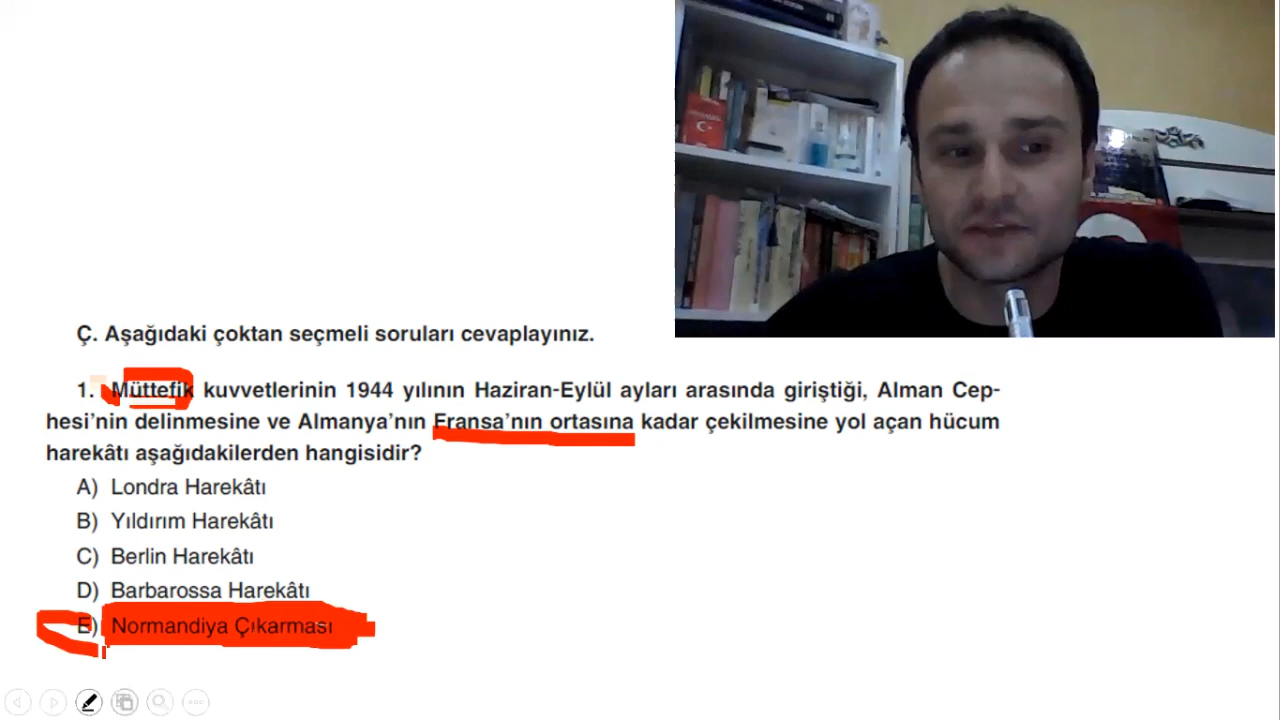 Ç. Aşağıdaki çoktan seçmeli soruları cevaplayınız.
1. Müttefik kuvvetlerinin 1944 yılının Haziran-Eylül ayları arasında giriştiği, Alman Cep-
hesi’nin delinmesine ve Almanya’nın Fransa’nın ortasına kadar çekilmesine yol açan hücum
harekâtı aşağıdakilerden hangisidir?
A) Londra Harekâtı
B) Yıldırım Harekâtı
C) Berlin Harekâtı
D) Barbarossa Harekâtı
E) Normandiya Çıkarması